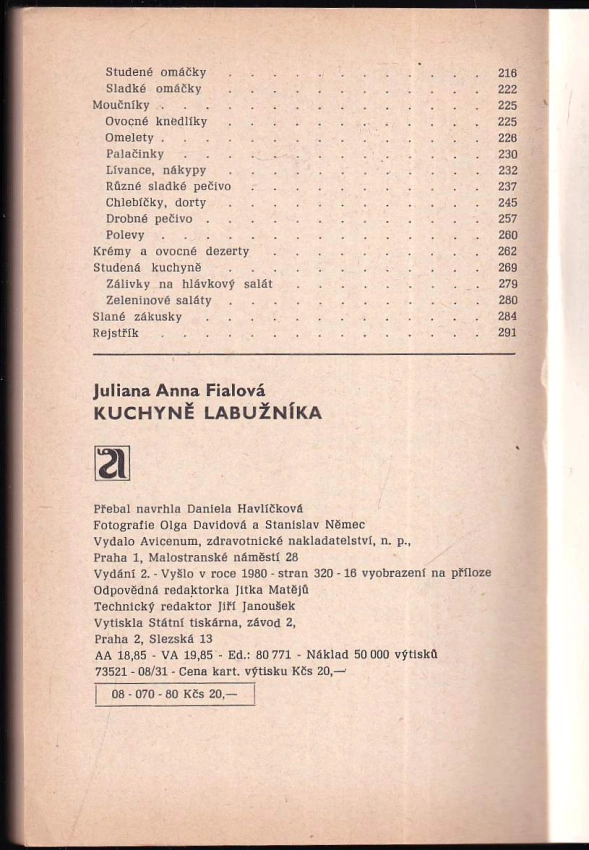 Studené omáčky . . . . . . . . . . . . . 216
Sladké omáčky . . . . . . . . . . . . . 222
Moučníky . . . . . . . . . . . . . . . 225
Ovocné knedlíky . . . . . . . . . . . . . 225
Omelety . . . . . . . . . . . . . . . 226
Palačinky . . . . . . . . . . . . . . 230
Lívance, nákypy . . . . . . . . . . . . . 232
Různé sladké pečivo . . . . . . . . . . . . 237
Chlebíčky, dorty . . . . . . . . . . . . . 245
Drobné pečivo . . . . . . . . . . . . . 257
Polevy . . . . . . . . . . . . . . . 260
Krémy a ovocné dezerty . . . . . . . . . . . 262
Studená kuchyně . . . . . . . . . . . . . 269
Zálivky na hlávkový salát . . . . . . . . . . 279
Zeleninové saláty . . . . . . . . . . . . 280
Slané zákusky . . . . . . . . . . . . . 284
Rejstřík . . . . . . . . . . . . . . . 291
Juliana Anna Fialová
KUCHYNĚ LABUŽNÍKA
Přebal navrhla Daniela Havlíčková
Fotografie Olga Davidová a Stanislav Němec
Vydalo Avicenum, zdravotnické nakladatelství, n. p.,
Praha 1, Malostranské náměstí 28
Vydání 2. - Vyšlo v roce 1980 - stran 320 - 16 vyobrazení na příloze
Odpovědná redaktorka Jitka Matějů
Technický redaktor Jiří Janoušek
Vytiskla Státní tiskárna, závod 2,
Praha 2, Slezská 13
AA 18,85 - VA 19,85 - Ed.: 80 771 - Náklad 50 000 výtisků
73521 - 08/31 - Cena kart. výtisku Kčs 20,—
08 - 070 - 80 Kčs 20,—